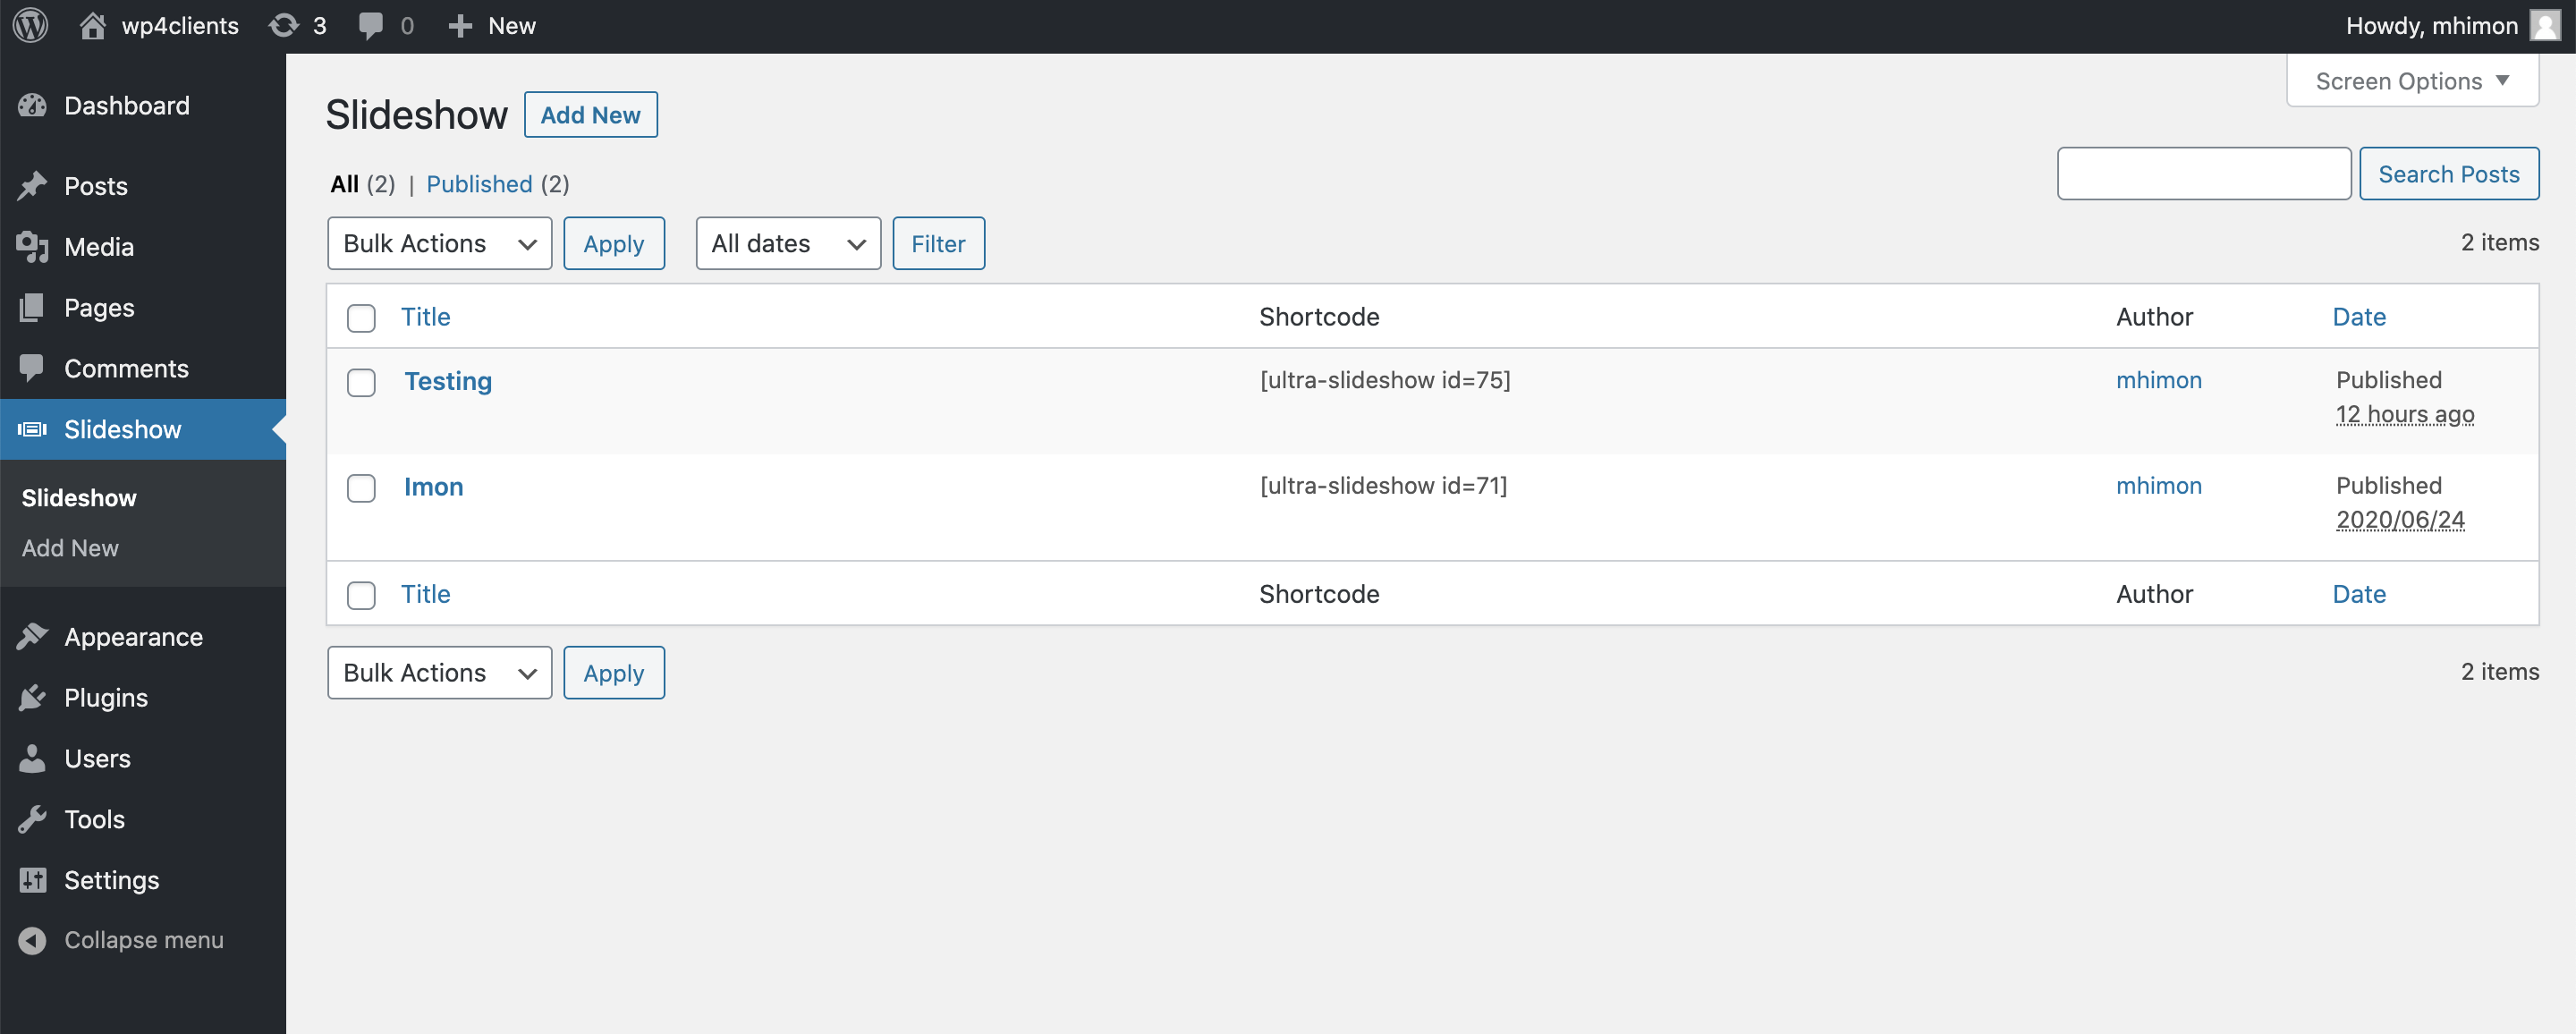 wp4clients 3 0 New Howdy, mhimon
Dashboard
Posts
Media
Pages
Comments
Slideshow
Slideshow
Add New
Appearance
Plugins
Users
Tools
Settings
Collapse menu
Screen Options
Slideshow Add New
All (2) | Published (2)
Search Posts
Bulk Actions Apply All dates Filter 2 items
Title Shortcode Author Date
Testing [ultra-slideshow id=75] mhimon Published
12 hours ago
Imon [ultra-slideshow id=71] mhimon Published
2020/06/24
Title Shortcode Author Date
Bulk Actions Apply 2 items